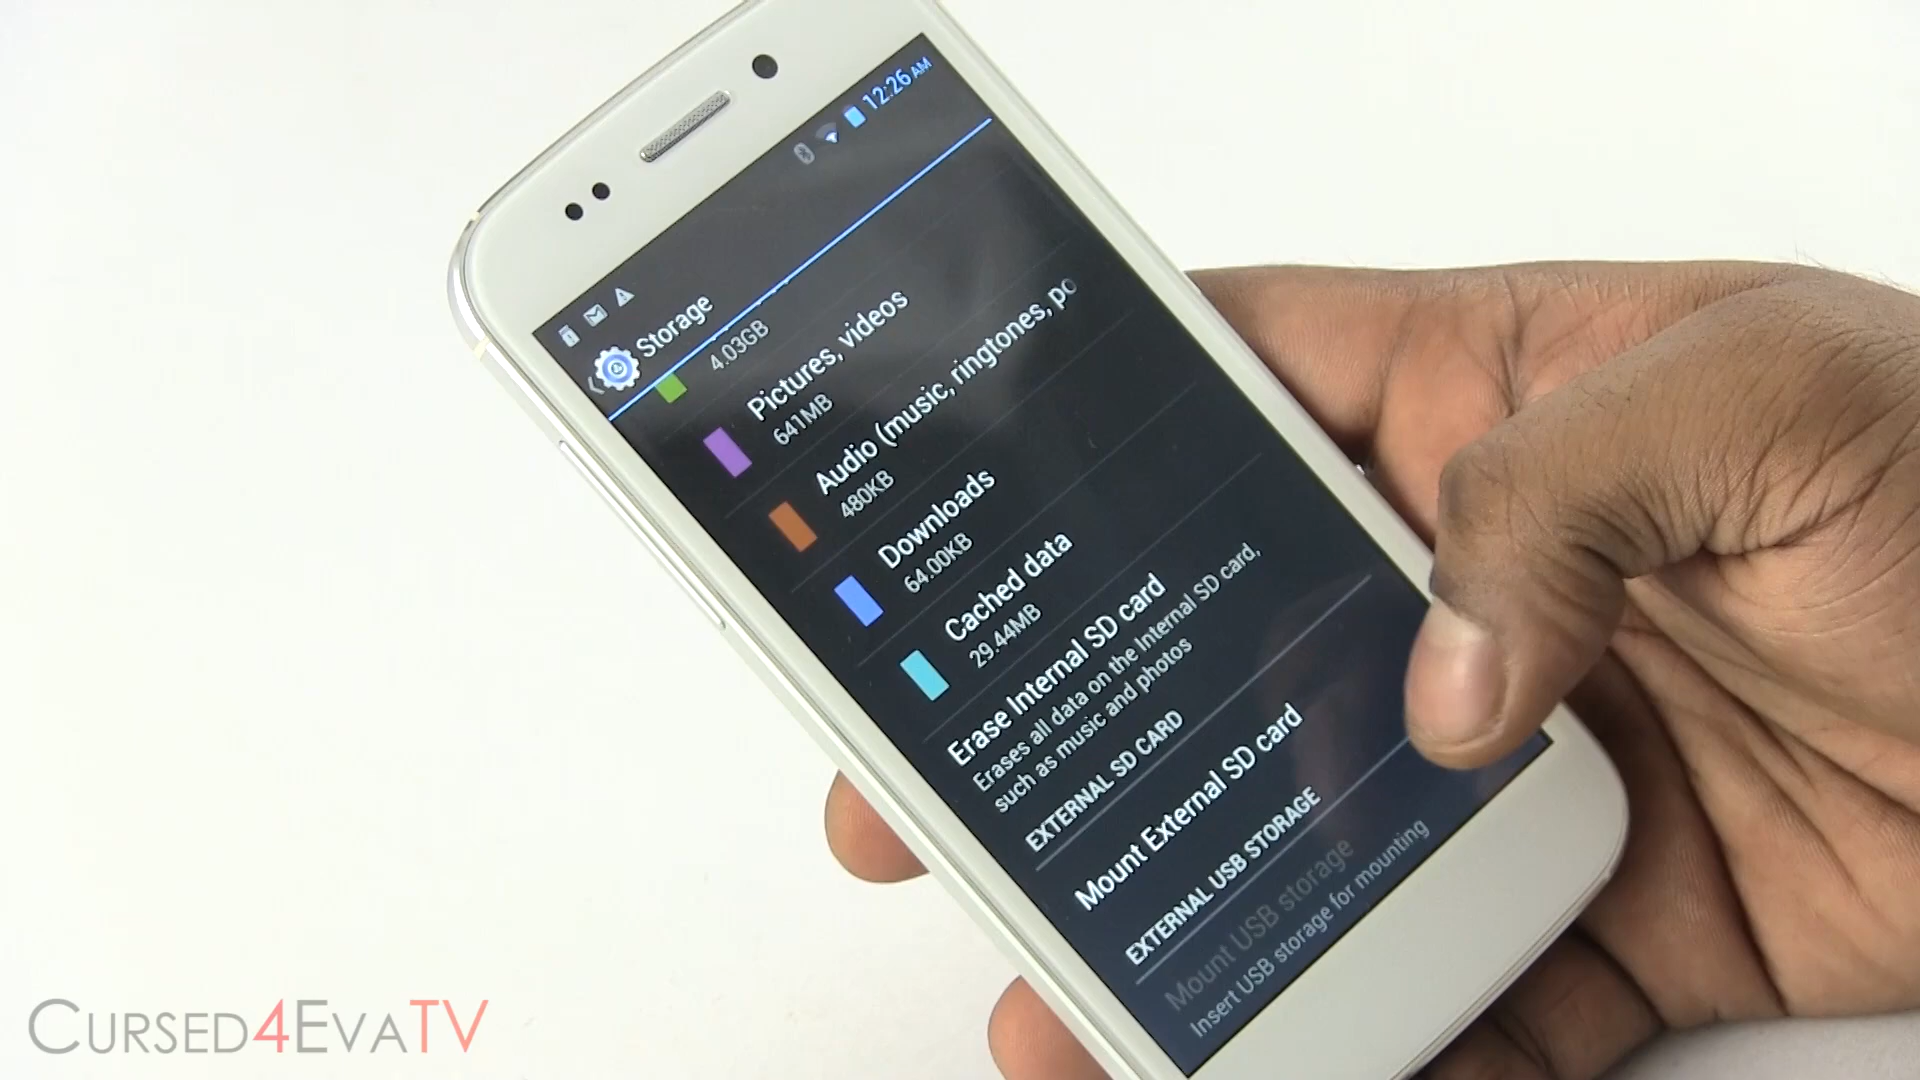 12:26 AM
Storage
4.03GB
Pictures, videos
641MB
Audio (music, ringtones, po
480KB
Downloads
64.00KB
Cached data
29.44MB
Erase Internal SD card
Erases all data on the Internal SD card,
such as music and photos
EXTERNAL SD CARD
Mount External SD card
EXTERNAL USB STORAGE
Mount USB storage
Insert USB storage for mounting
CURSED4EVATV